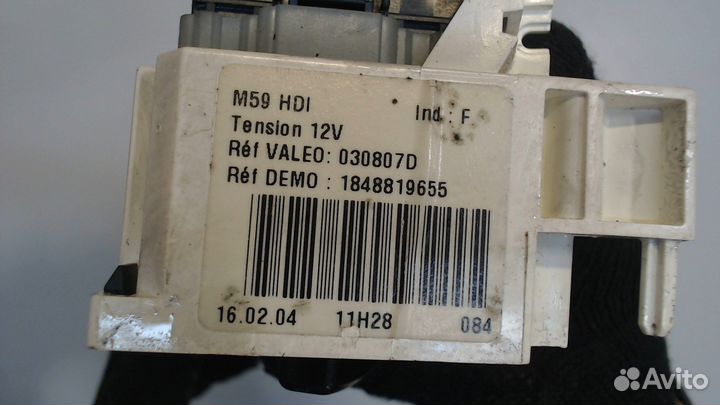 M59 HDI
Ind : F
Tension 12V
Réf VALEO: 030807D
Réf DEMO : 1848819655
16.02.04 11H28 084
Avito